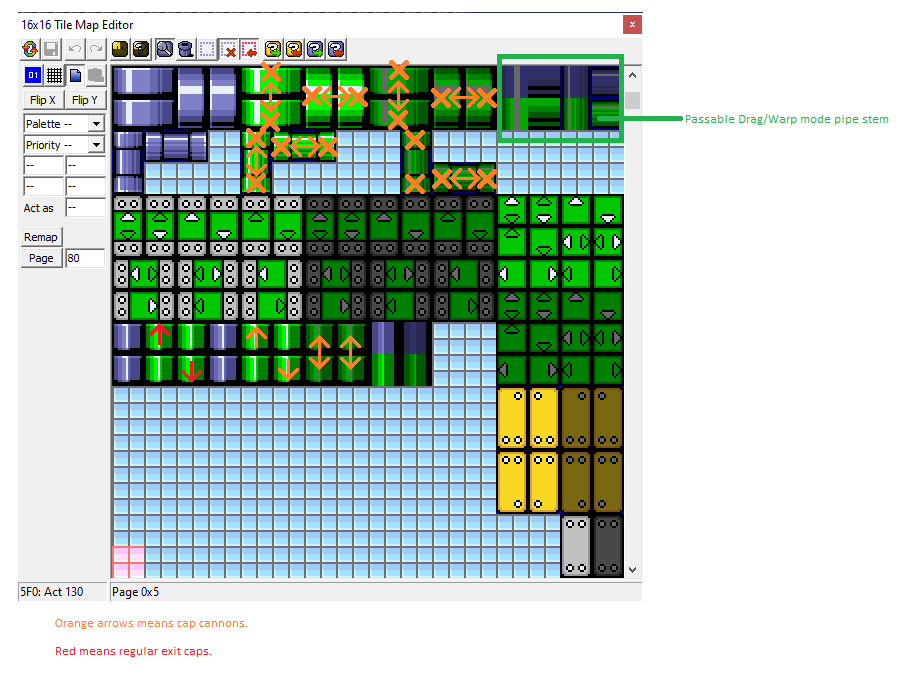 16x16 Tile Map Editor
x
01
Flip X Flip Y
Palette --
Priority --
-- --
-- --
Act as --
Remap
Page 80
Passable Drag/Warp mode pipe stem
5F0: Act 130 Page 0x5
Orange arrows means cap cannons.
Red means regular exit caps.